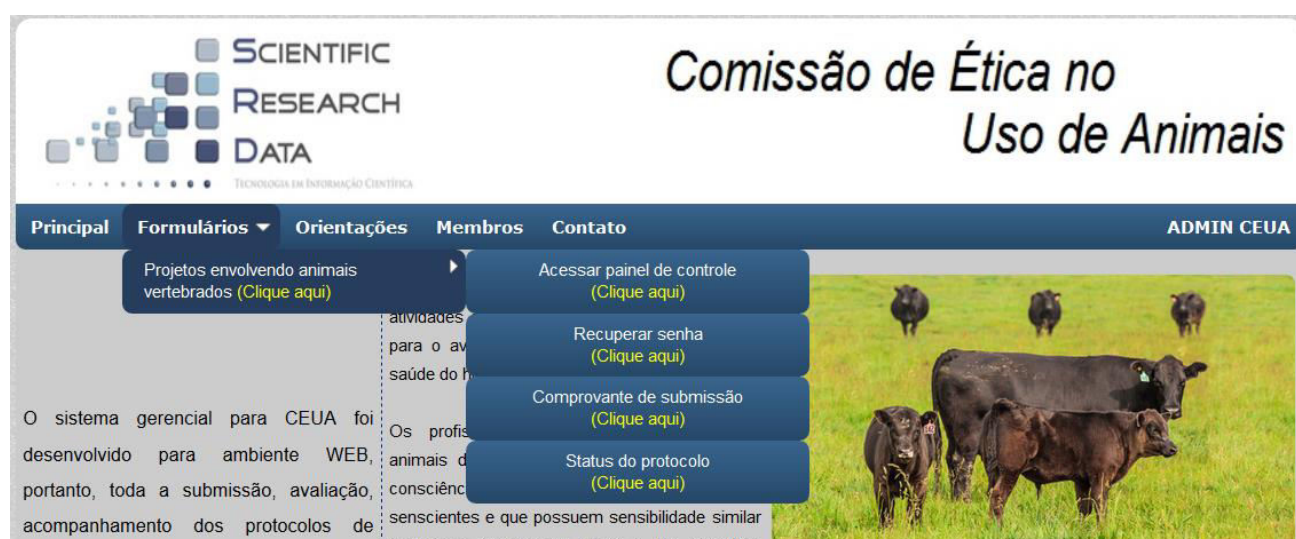 SCIENTIFIC
RESEARCH
DATA
TECNOLOGIA EM INFORMAÇÃO CIENTÍFICA
Comissão de Ética no
Uso de Animais
Principal Formulários Orientações Membros Contato ADMIN CEUA
Projetos envolvendo animais
vertebrados (Clique aqui)
Acessar painel de controle
(Clique aqui)
Recuperar senha
(Clique aqui)
Comprovante de submissão
(Clique aqui)
Status do protocolo
(Clique aqui)
O sistema gerencial para CEUA foi
desenvolvido para ambiente WEB,
portanto, toda a submissão, avaliação,
acompanhamento dos protocolos de
atividades
para o av
saúde do h
Os profis
animais d
consciênc
senscientes e que possuem sensibilidade similar